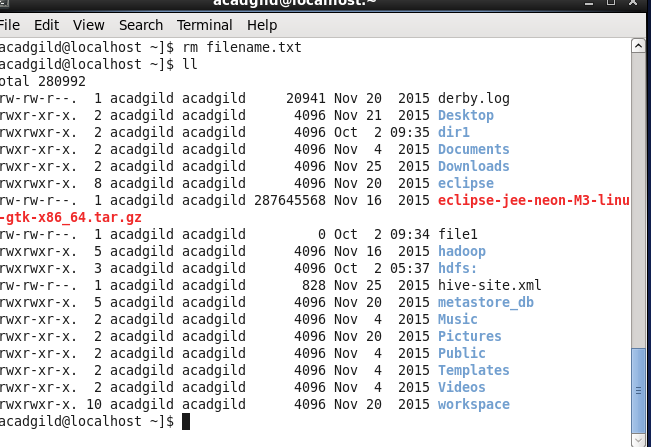 acadgild@localhost:~
File Edit View Search Terminal Help
acadgild@localhost ~]$ rm filename.txt
acadgild@localhost ~]$ ll
otal 280992
rw-rw-r--. 1 acadgild acadgild 20941 Nov 20 2015 derby.log
rwxr-xr-x. 2 acadgild acadgild 4096 Nov 21 2015 Desktop
rwxrwxr-x. 2 acadgild acadgild 4096 Oct 2 09:35 dir1
rwxr-xr-x. 2 acadgild acadgild 4096 Nov 4 2015 Documents
rwxr-xr-x. 2 acadgild acadgild 4096 Nov 25 2015 Downloads
rwxrwxr-x. 8 acadgild acadgild 4096 Nov 20 2015 eclipse
rw-rw-r--. 1 acadgild acadgild 287645568 Nov 16 2015 eclipse-jee-neon-M3-linu
-gtk-x86_64.tar.gz
rw-rw-r--. 1 acadgild acadgild 0 Oct 2 09:34 file1
rwxrwxr-x. 5 acadgild acadgild 4096 Nov 16 2015 hadoop
rwxrwxr-x. 3 acadgild acadgild 4096 Oct 2 05:37 hdfs:
rw-rw-r--. 1 acadgild acadgild 828 Nov 25 2015 hive-site.xml
rwxrwxr-x. 5 acadgild acadgild 4096 Nov 20 2015 metastore_db
rwxr-xr-x. 2 acadgild acadgild 4096 Nov 4 2015 Music
rwxr-xr-x. 2 acadgild acadgild 4096 Nov 20 2015 Pictures
rwxr-xr-x. 2 acadgild acadgild 4096 Nov 4 2015 Public
rwxr-xr-x. 2 acadgild acadgild 4096 Nov 4 2015 Templates
rwxr-xr-x. 2 acadgild acadgild 4096 Nov 4 2015 Videos
rwxrwxr-x. 10 acadgild acadgild 4096 Nov 20 2015 workspace
acadgild@localhost ~]$